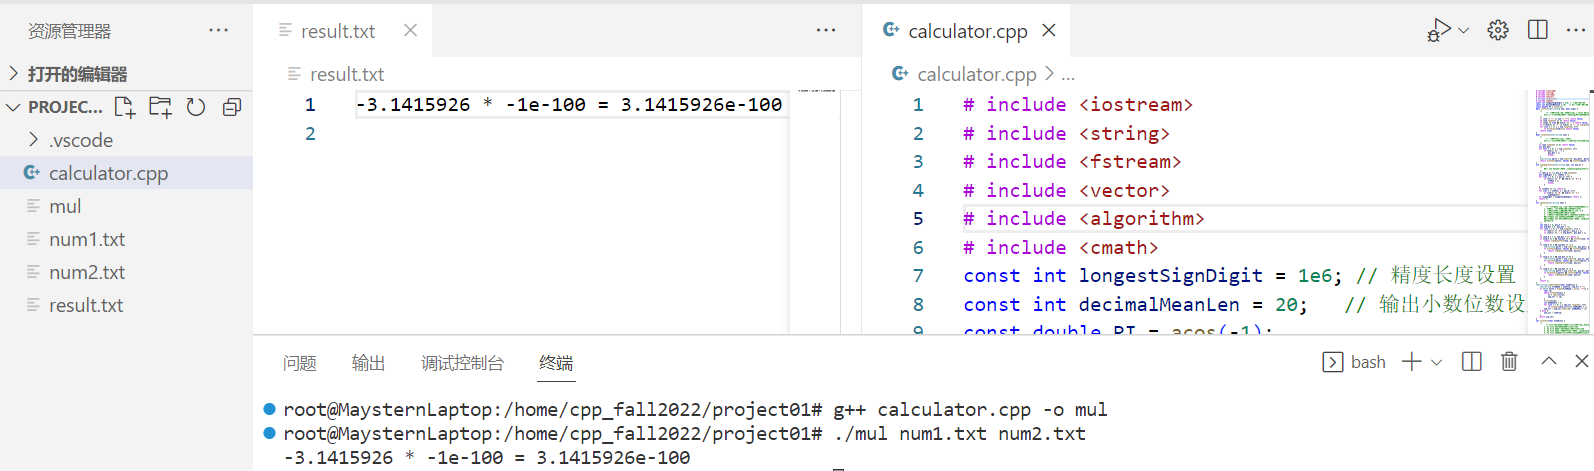 资源管理器
打开的编辑器
PROJEC...
.vscode
calculator.cpp
mul
num1.txt
num2.txt
result.txt
result.txt
result.txt
1 -3.1415926 * -1e-100 = 3.1415926e-100
2
calculator.cpp
calculator.cpp > ...
1 # include <iostream>
2 # include <string>
3 # include <fstream>
4 # include <vector>
5 # include <algorithm>
6 # include <cmath>
7 const int longestSignDigit = 1e6; // 精度长度设置
8 const int decimalMeanLen = 20; // 输出小数位数设
9 const double PI = acos(-1);
问题 输出 调试控制台 终端
bash
root@MaysternLaptop:/home/cpp_fall2022/project01# g++ calculator.cpp -o mul
root@MaysternLaptop:/home/cpp_fall2022/project01# ./mul num1.txt num2.txt
-3.1415926 * -1e-100 = 3.1415926e-100